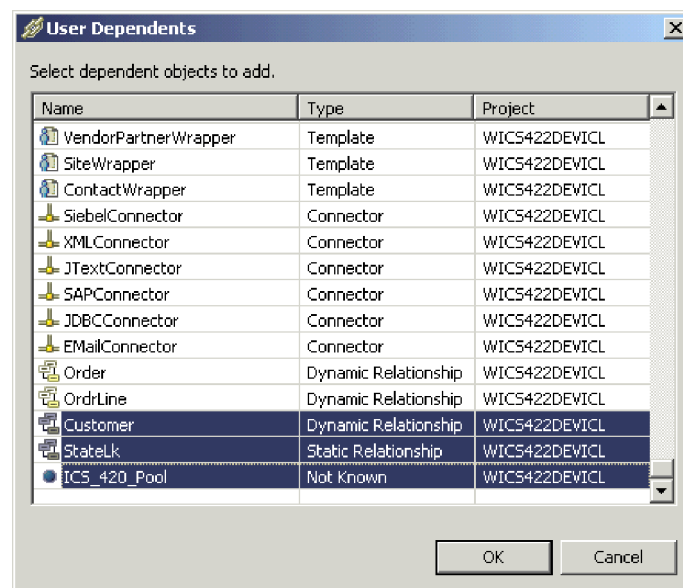 User Dependents
Select dependent objects to add.
Name Type Project
VendorPartnerWrapper Template WICS422DEVICL
SiteWrapper Template WICS422DEVICL
ContactWrapper Template WICS422DEVICL
SiebelConnector Connector WICS422DEVICL
XMLConnector Connector WICS422DEVICL
JTextConnector Connector WICS422DEVICL
SAPConnector Connector WICS422DEVICL
JDBCConnector Connector WICS422DEVICL
EMailConnector Connector WICS422DEVICL
Order Dynamic Relationship WICS422DEVICL
OrdrLine Dynamic Relationship WICS422DEVICL
Customer Dynamic Relationship WICS422DEVICL
StateLk Static Relationship WICS422DEVICL
ICS_420_Pool Not Known WICS422DEVICL
OK Cancel